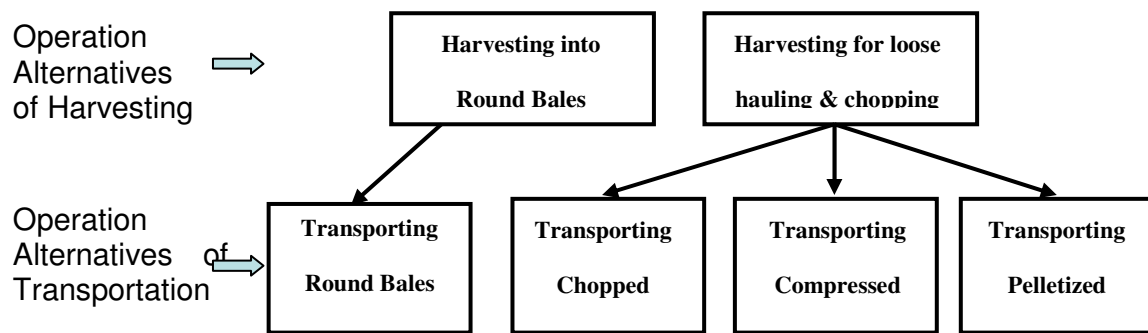 Operation
Alternatives
of Harvesting
Harvesting into
Round Bales
Harvesting for loose
hauling & chopping
Operation
Alternatives of
Transportation
Transporting
Round Bales
Transporting
Chopped
Transporting
Compressed
Transporting
Pelletized